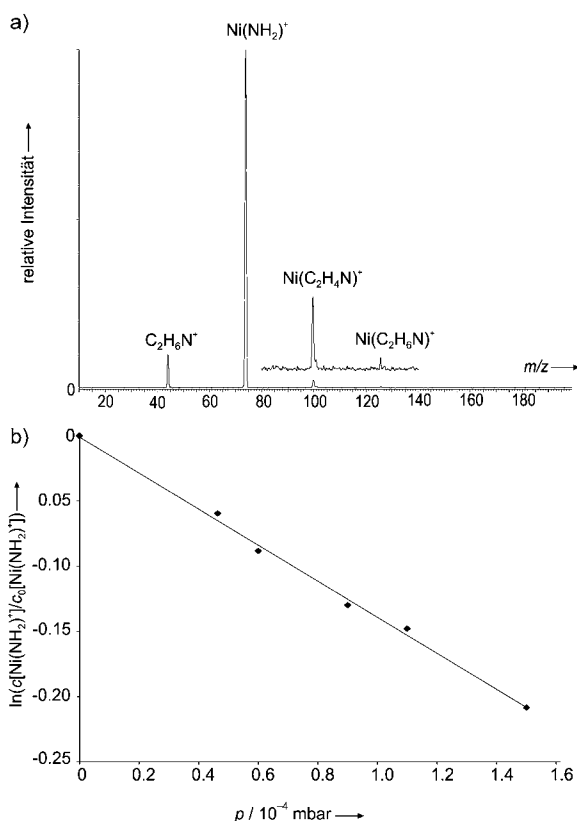 a)
Ni(NH₂)⁺
relative Intensität
Ni(C₂H₄N)⁺
C₂H₆N⁺
Ni(C₂H₆N)⁺
m/z
0
20 40 60 80 100 120 140 160 180
b)
0
0.05
-0.10
-0.15
-0.20
-0.25
ln(c[Ni(NH₂)⁺]/c₀[Ni(NH₂)⁺])
0 0.2 0.4 0.6 0.8 1.0 1.2 1.4 1.6
p / 10⁻⁴ mbar